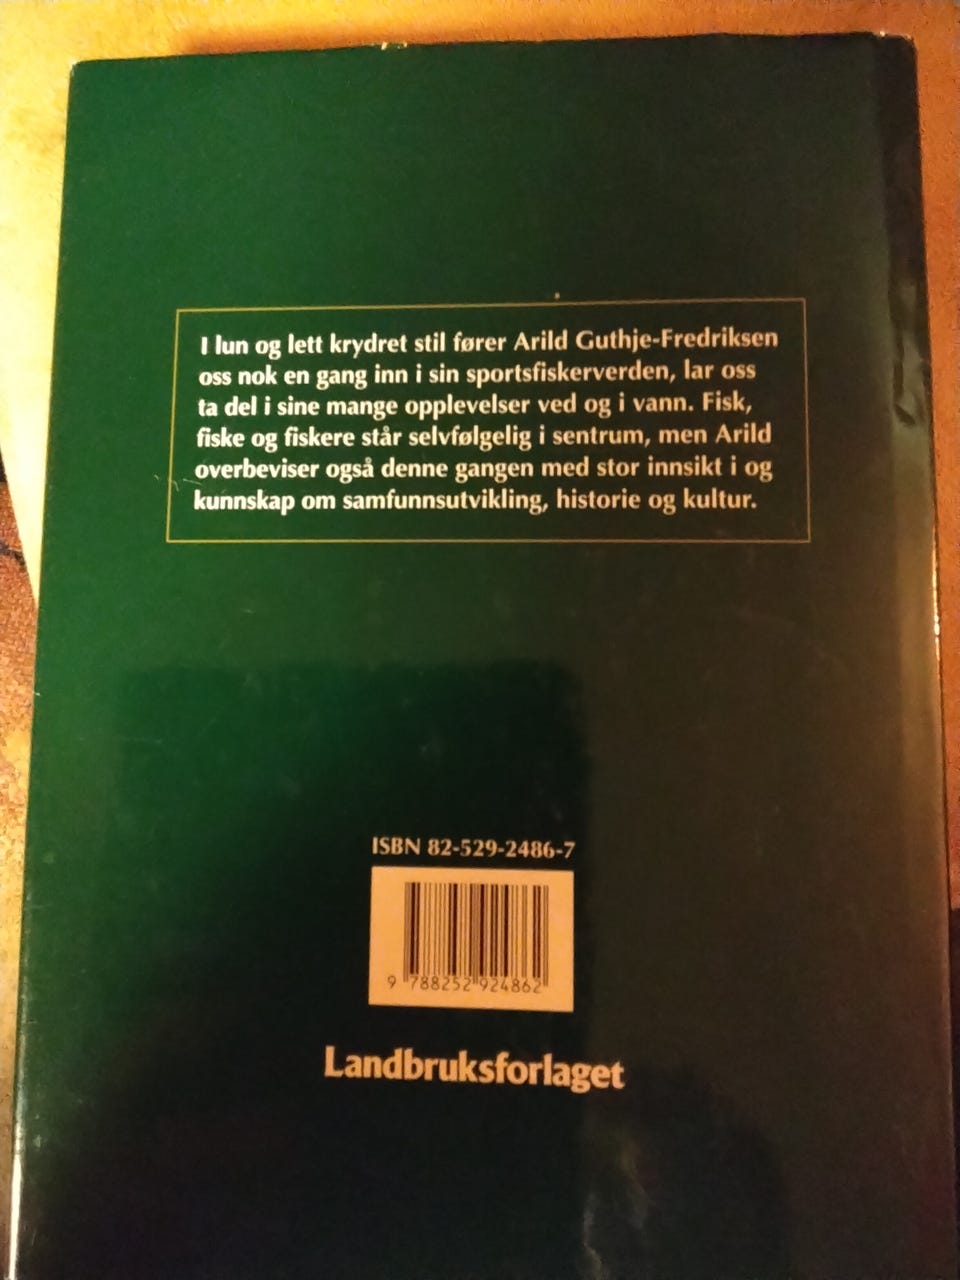 I lun og lett krydret stil fører Arild Guthje-Fredriksen
oss nok en gang inn i sin sportsfiskerverden, lar oss
ta del i sine mange opplevelser ved og i vann. Fisk,
fiske og fiskere står selvfølgelig i sentrum, men Arild
overbeviser også denne gangen med stor innsikt i og
kunnskap om samfunnsutvikling, historie og kultur.
ISBN 82-529-2486-7
9 788252 924862
Landbruksforlaget